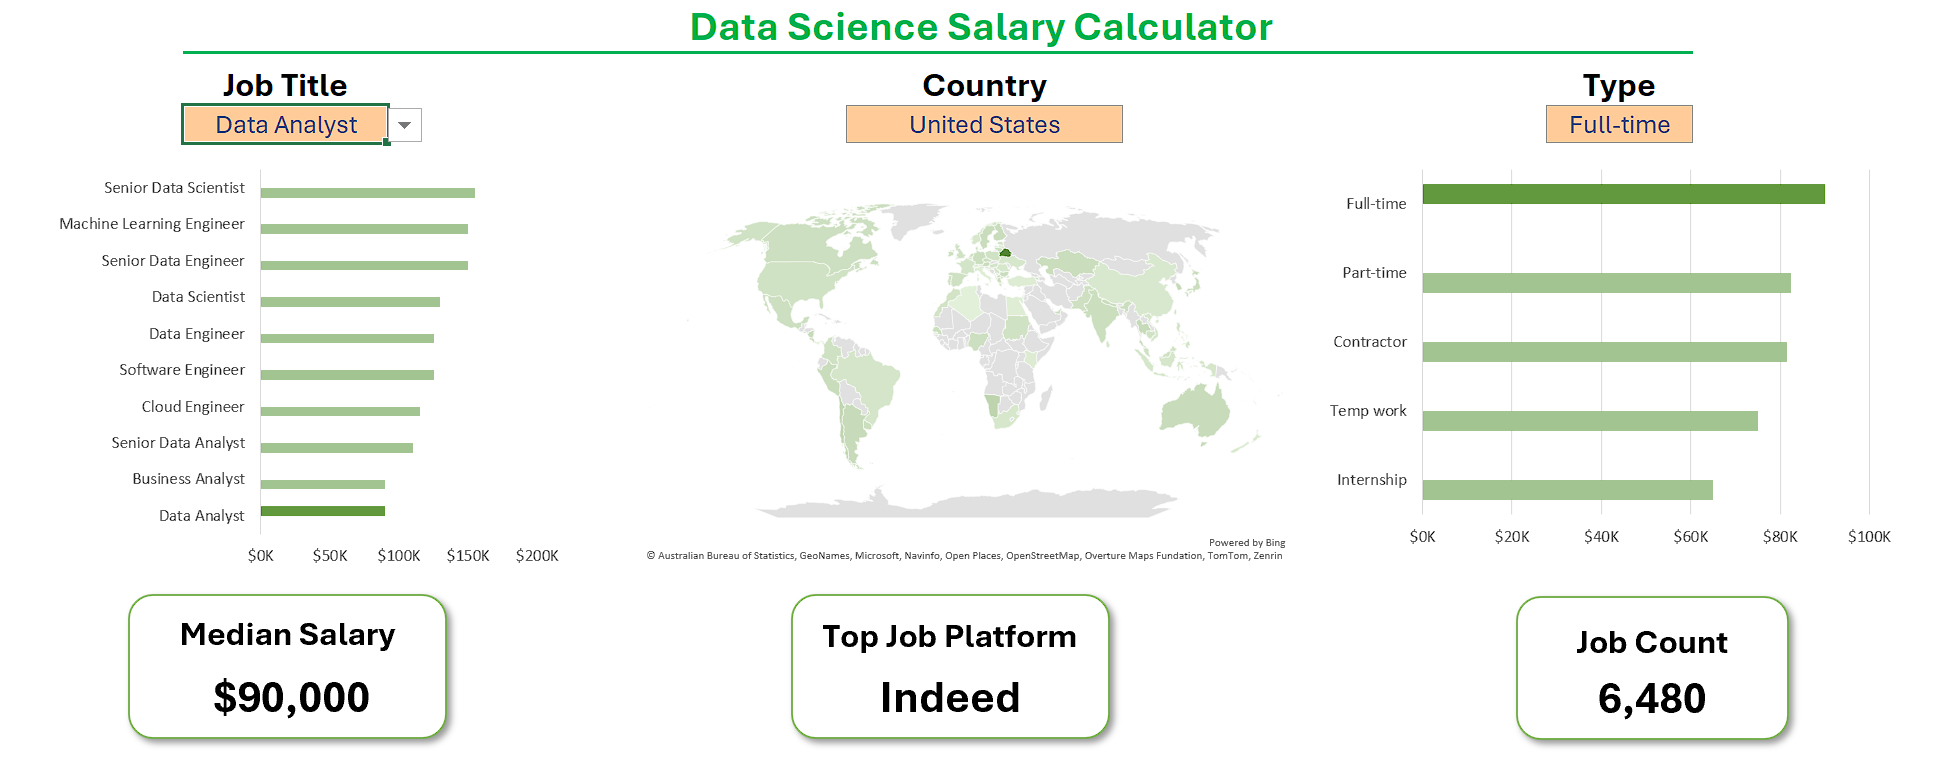 Data Science Salary Calculator
Job Title
Data Analyst
Country
United States
Type
Full-time
Senior Data Scientist
Machine Learning Engineer
Senior Data Engineer
Data Scientist
Data Engineer
Software Engineer
Cloud Engineer
Senior Data Analyst
Business Analyst
Data Analyst
$0K $50K $100K $150K $200K
Powered by Bing
© Australian Bureau of Statistics, GeoNames, Microsoft, Navinfo, Open Places, OpenStreetMap, Overture Maps Fundation, TomTom, Zenrin
Full-time
Part-time
Contractor
Temp work
Internship
$0K $20K $40K $60K $80K $100K
Median Salary
$90,000
Top Job Platform
Indeed
Job Count
6,480